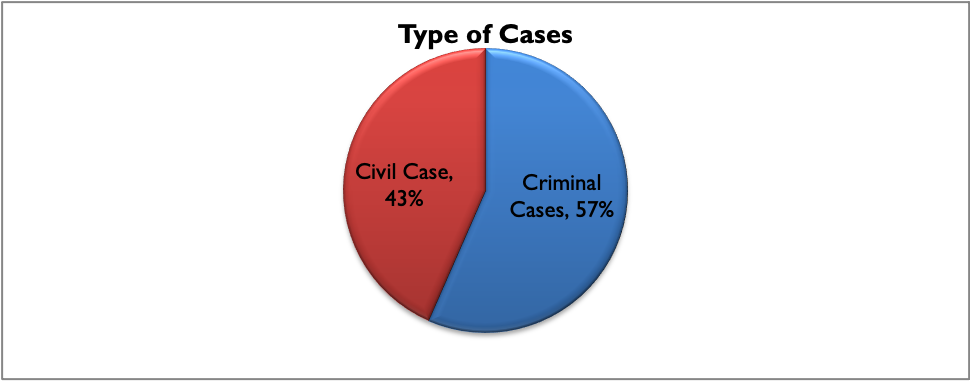 Type of Cases
Civil Case,
43%
Criminal
Cases, 57%